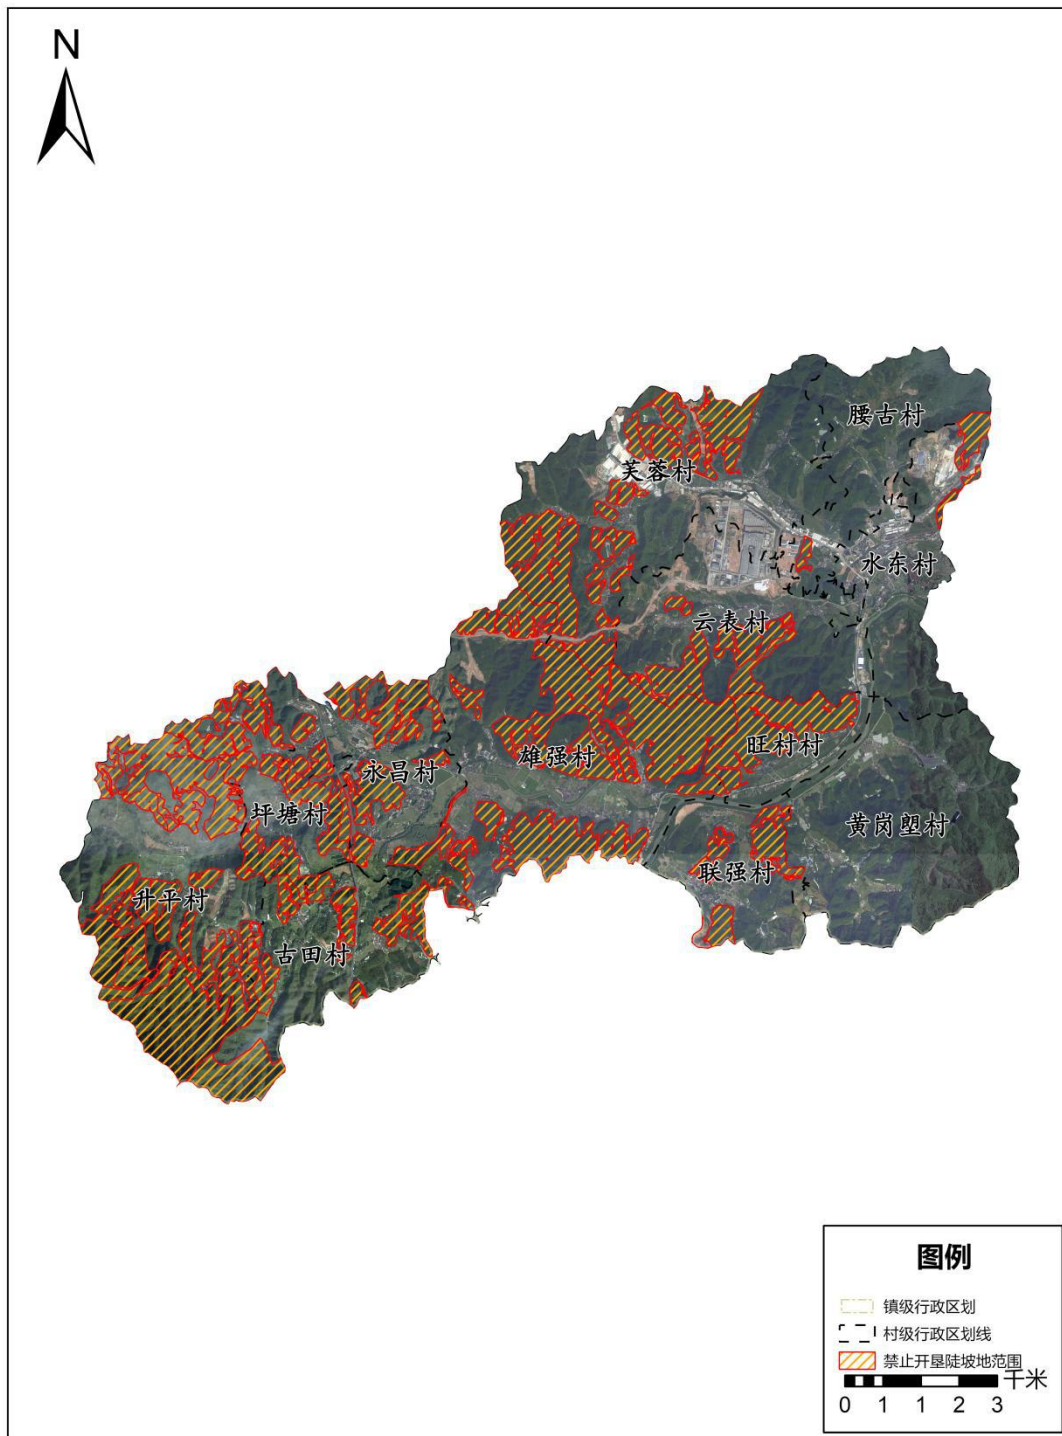 N
腰古村
芙蓉村
水东村
云表村
旺村村
雄强村
永昌村
坪塘村
黄岗塱村
联强村
升平村
古田村
图例
镇级行政区划
村级行政区划线
禁止开垦陡坡地范围
千米
0 1 1 2 3